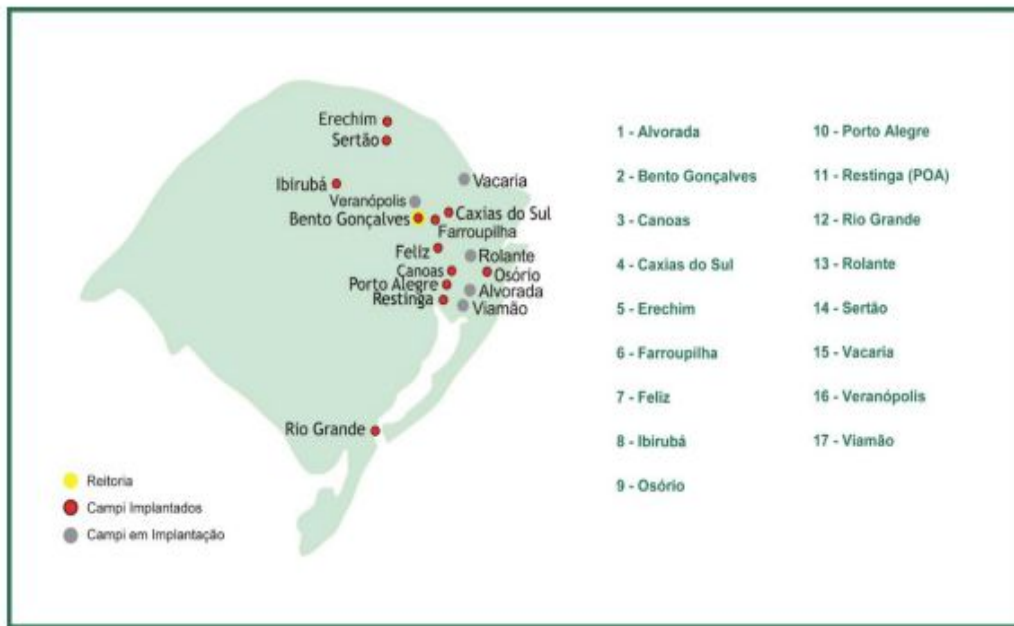 Erechim
Sertão
Ibirubá
Vacaria
Veranópolis
Bento Gonçalves
Caxias do Sul
Farroupilha
Feliz
Rolante
Canoas
Osório
Porto Alegre
Alvorada
Restinga
Viamão
Rio Grande
Reitoria
Campi Implantados
Campi em Implantação
1 - Alvorada
2 - Bento Gonçalves
3 - Canoas
4 - Caxias do Sul
5 - Erechim
6 - Farroupilha
7 - Feliz
8 - Ibirubá
9 - Osório
10 - Porto Alegre
11 - Restinga (POA)
12 - Rio Grande
13 - Rolante
14 - Sertão
15 - Vacaria
16 - Veranópolis
17 - Viamão